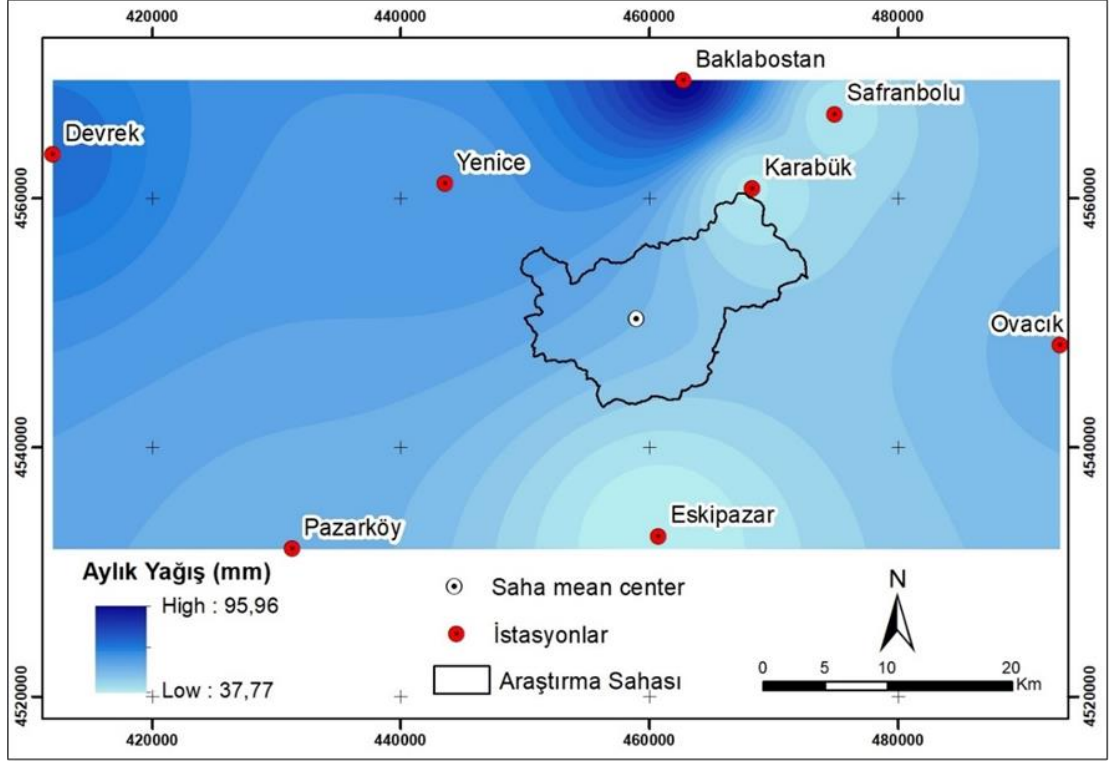 420000 440000 460000 480000
Baklabostan
Safranbolu
Devrek
Yenice
Karabük
4560000
4560000
Ovacık
4540000
4540000
Eskipazar
Pazarköy
Aylık Yağış (mm)
High : 95,96
Low : 37,77
Saha mean center
İstasyonlar
Araştırma Sahası
N
0 5 10 20
Km
4520000
4520000
420000 440000 460000 480000